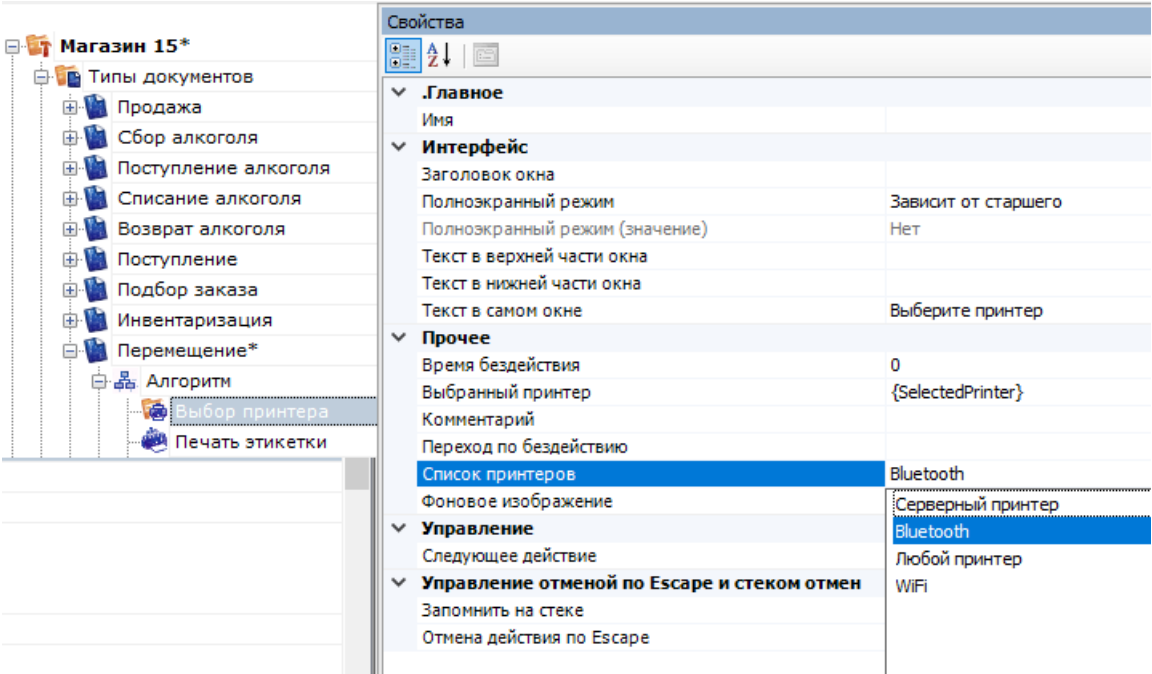 Магазин 15*
Типы документов
Продажа
Сбор алкоголя
Поступление алкоголя
Списание алкоголя
Возврат алкоголя
Поступление
Подбор заказа
Инвентаризация
Перемещение*
Алгоритм
Выбор принтера
Печать этикетки
Свойства
.Главное
Имя
Интерфейс
Заголовок окна
Полноэкранный режим Зависит от старшего
Полноэкранный режим (значение) Нет
Текст в верхней части окна
Текст в нижней части окна
Текст в самом окне Выберите принтер
Прочее
Время бездействия 0
Выбранный принтер {SelectedPrinter}
Комментарий
Переход по бездействию
Список принтеров Bluetooth
Фоновое изображение
Серверный принтер
Bluetooth
Любой принтер
WiFi
Управление
Следующее действие
Управление отменой по Escape и стеком отмен
Запомнить на стеке
Отмена действия по Escape